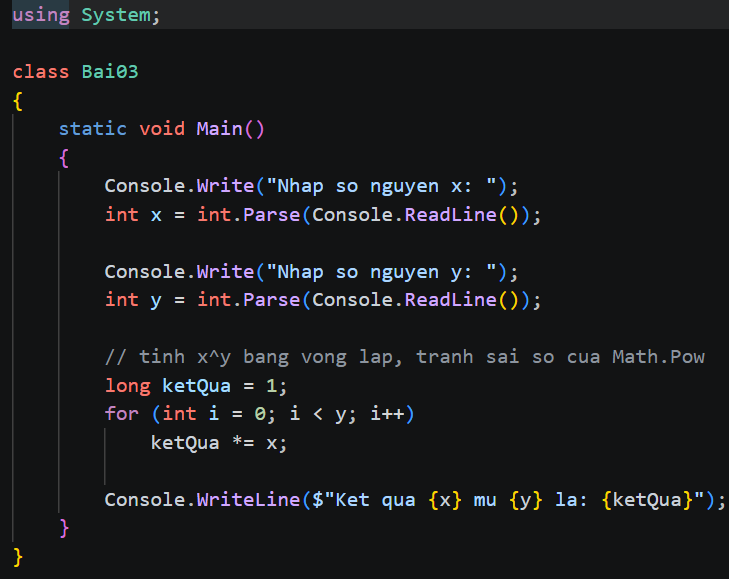 using System;
class Bai03
{
static void Main()
{
Console.Write("Nhap so nguyen x: ");
int x = int.Parse(Console.ReadLine());
Console.Write("Nhap so nguyen y: ");
int y = int.Parse(Console.ReadLine());
// tinh x^y bang vong lap, tranh sai so cua Math.Pow
long ketQua = 1;
for (int i = 0; i < y; i++)
ketQua *= x;
Console.WriteLine($"Ket qua {x} mu {y} la: {ketQua}");
}
}